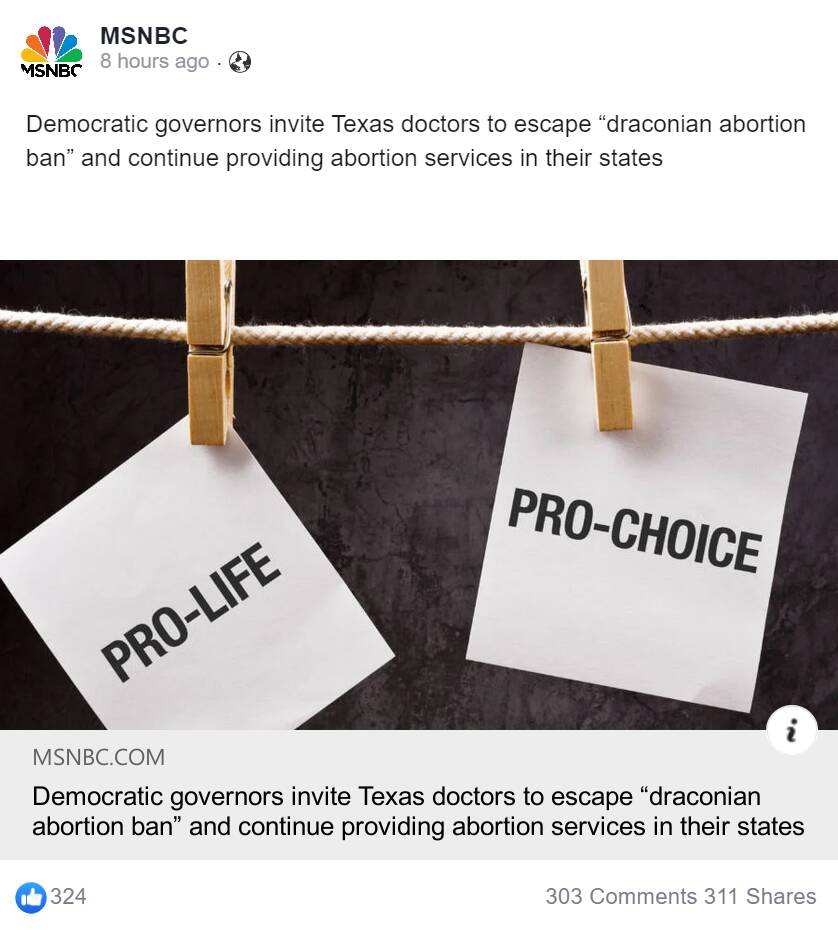 MSNBC
8 hours ago ·
MSNBC
Democratic governors invite Texas doctors to escape “draconian abortion
ban” and continue providing abortion services in their states
PRO-LIFE
PRO-CHOICE
i
MSNBC.COM
Democratic governors invite Texas doctors to escape “draconian
abortion ban” and continue providing abortion services in their states
324
303 Comments 311 Shares